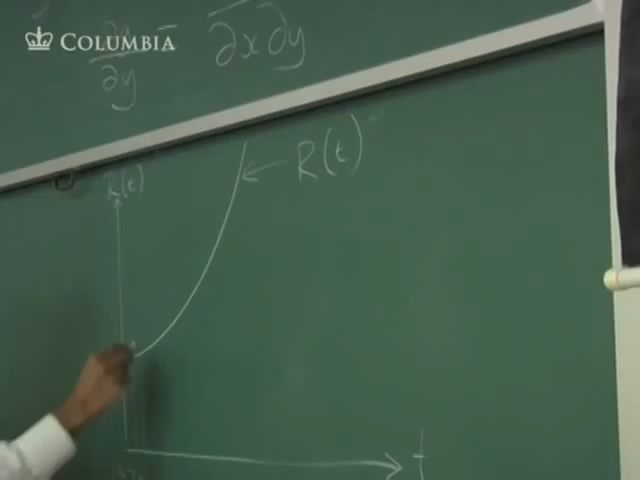 COLUMBIA
∂y
∂x∂y
R(t)
R(t)
t